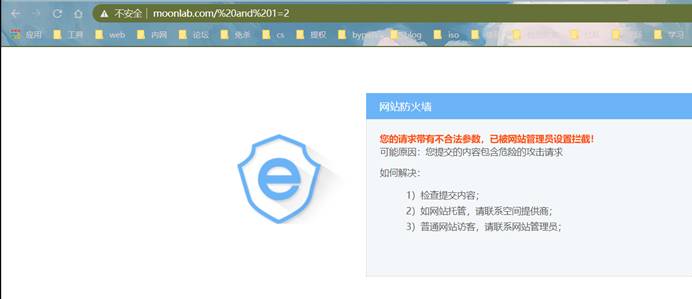 不安全 | moonlab.com/%20and%201=2
应用 工具 web 内网 论坛 免杀 cs 提权 blog iso 学习
网站防火墙
您的请求带有不合法参数，已被网站管理员设置拦截！
可能原因：您提交的内容包含危险的攻击请求
如何解决：
1）检查提交内容；
2）如网站托管，请联系空间提供商；
3）普通网站访客，请联系网站管理员；